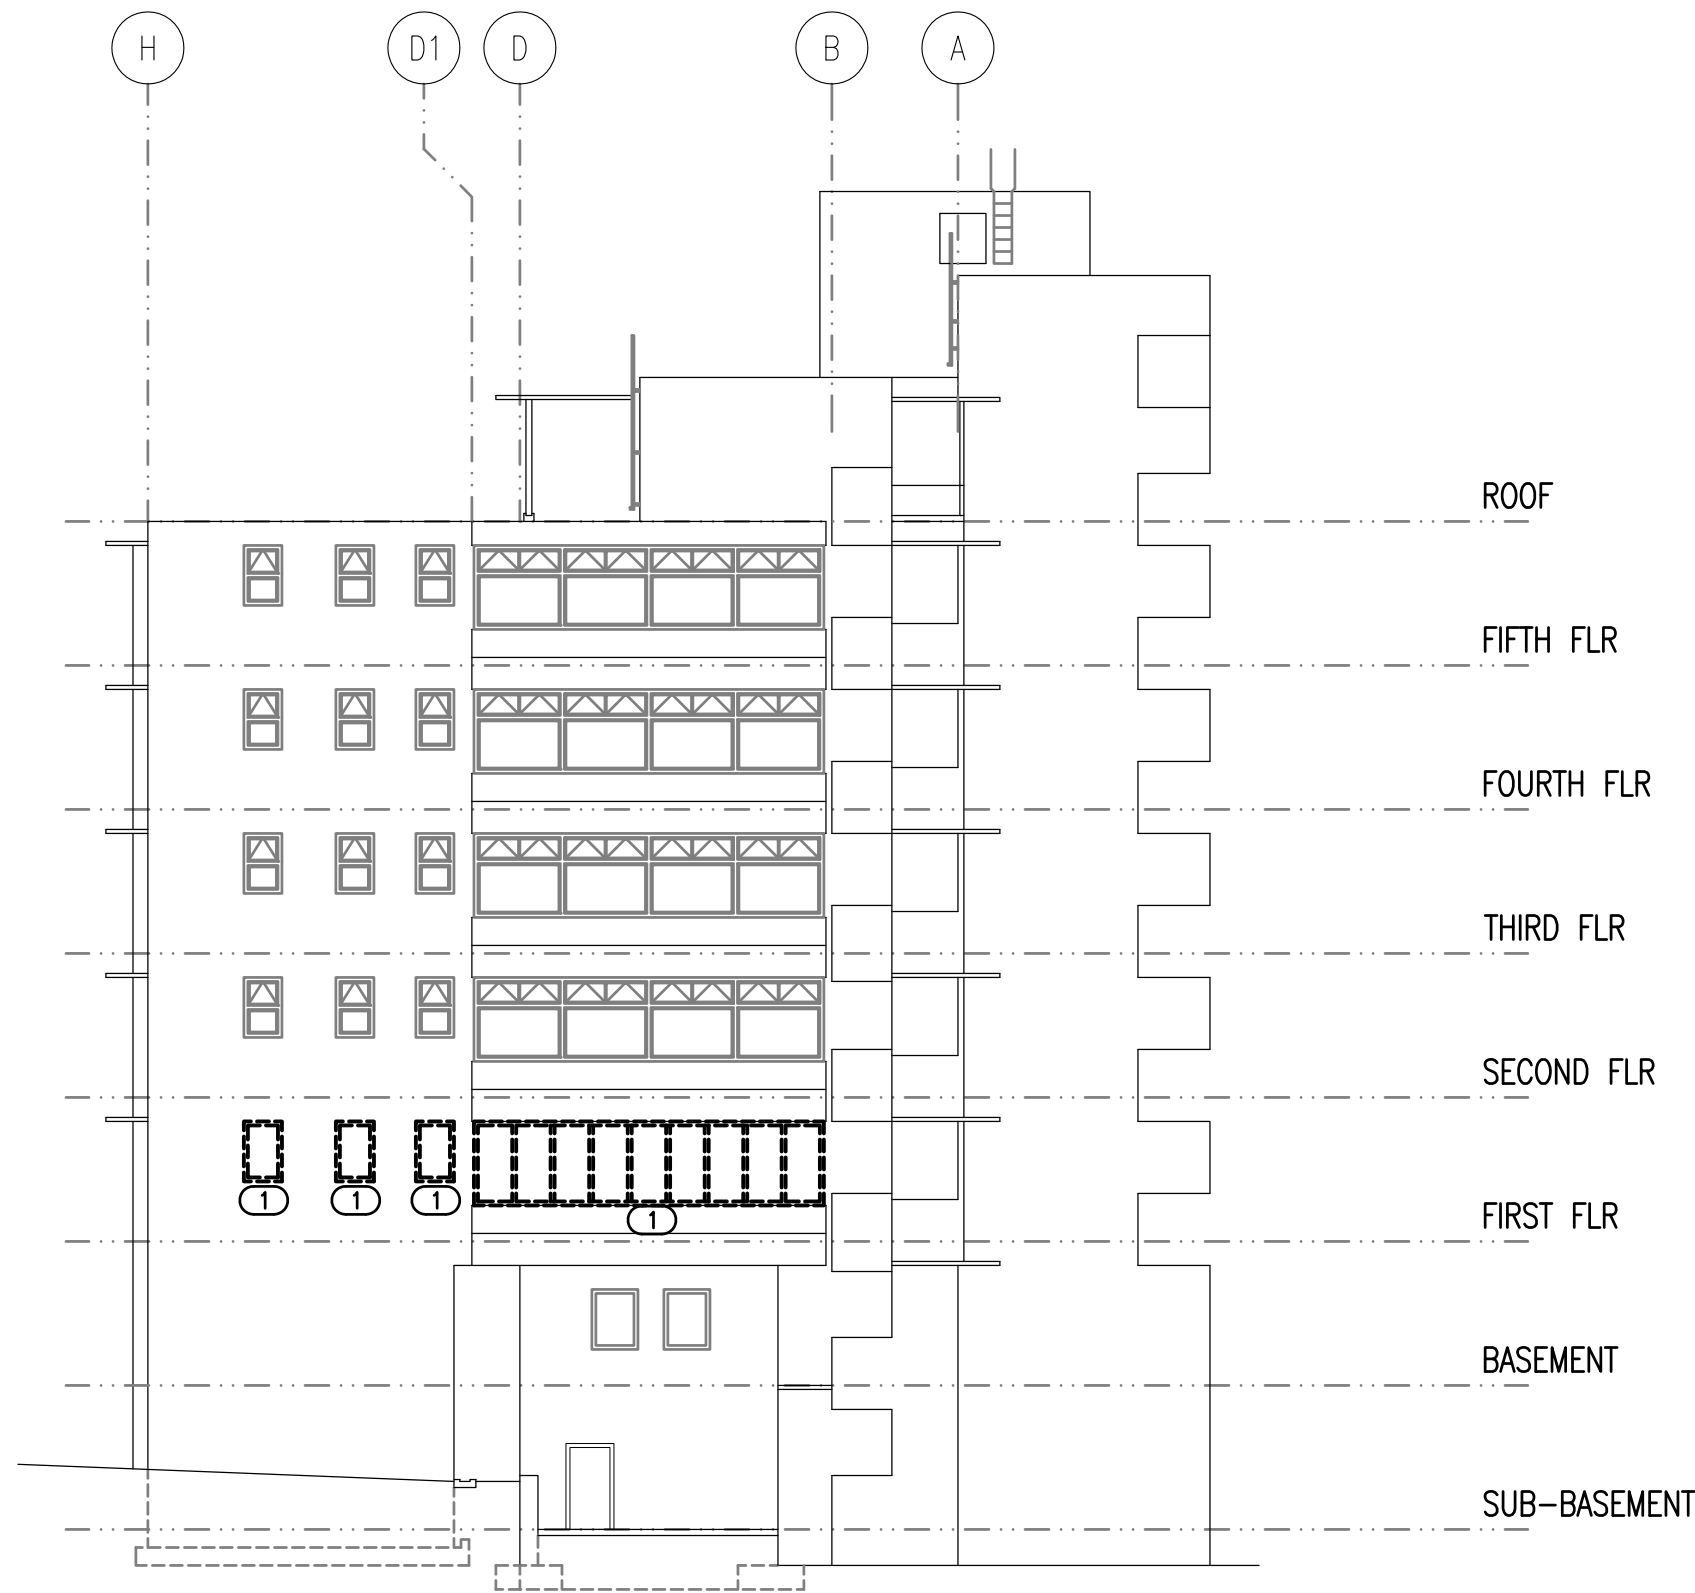 H D1 D B A
ROOF
FIFTH FLR
FOURTH FLR
THIRD FLR
SECOND FLR
1 1 1
1
FIRST FLR
BASEMENT
SUB-BASEMENT